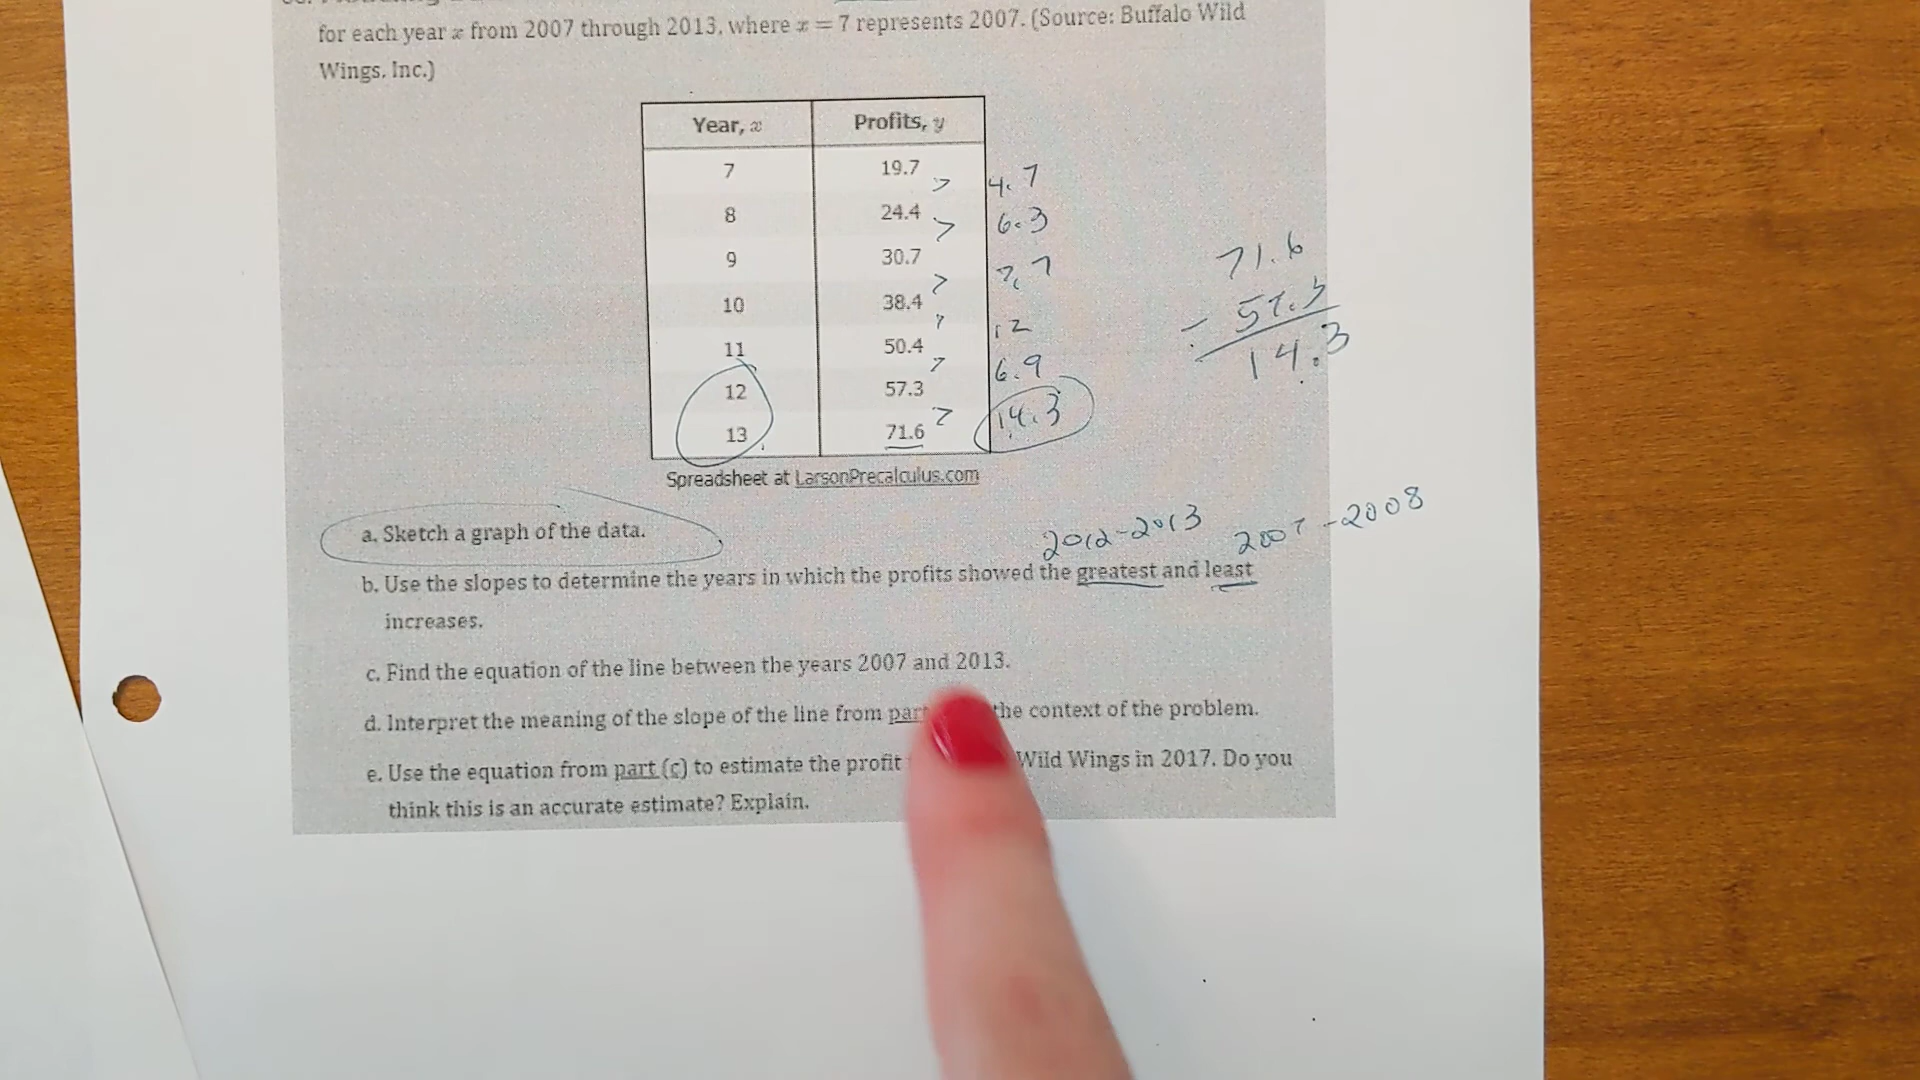 for each year x from 2007 through 2013, where x = 7 represents 2007. (Source: Buffalo Wild
Wings, Inc.)
Year, x Profits, y
7 19.7 > 4.7
8 24.4 > 6.3
9 30.7 > 7.7
10 38.4 > 12
11 50.4 > 6.9
12 57.3 > 14.3
13 71.6
71.6
- 57.3
14.3
Spreadsheet at LarsonPrecalculus.com
a. Sketch a graph of the data.
2012-2013 2007-2008
b. Use the slopes to determine the years in which the profits showed the greatest and least
increases.
c. Find the equation of the line between the years 2007 and 2013.
d. Interpret the meaning of the slope of the line from part the context of the problem.
e. Use the equation from part (c) to estimate the profit Wild Wings in 2017. Do you
think this is an accurate estimate? Explain.